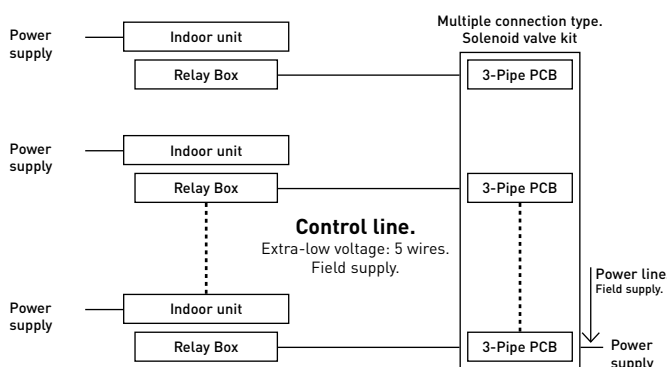 Multiple connection type.
Solenoid valve kit
Power
supply
Indoor unit
Relay Box
3-Pipe PCB
Power
supply
Indoor unit
Relay Box
3-Pipe PCB
Control line.
Extra-low voltage: 5 wires.
Field supply.
Power line
Field supply.
Power
supply
Indoor unit
Relay Box
3-Pipe PCB
Power
supply